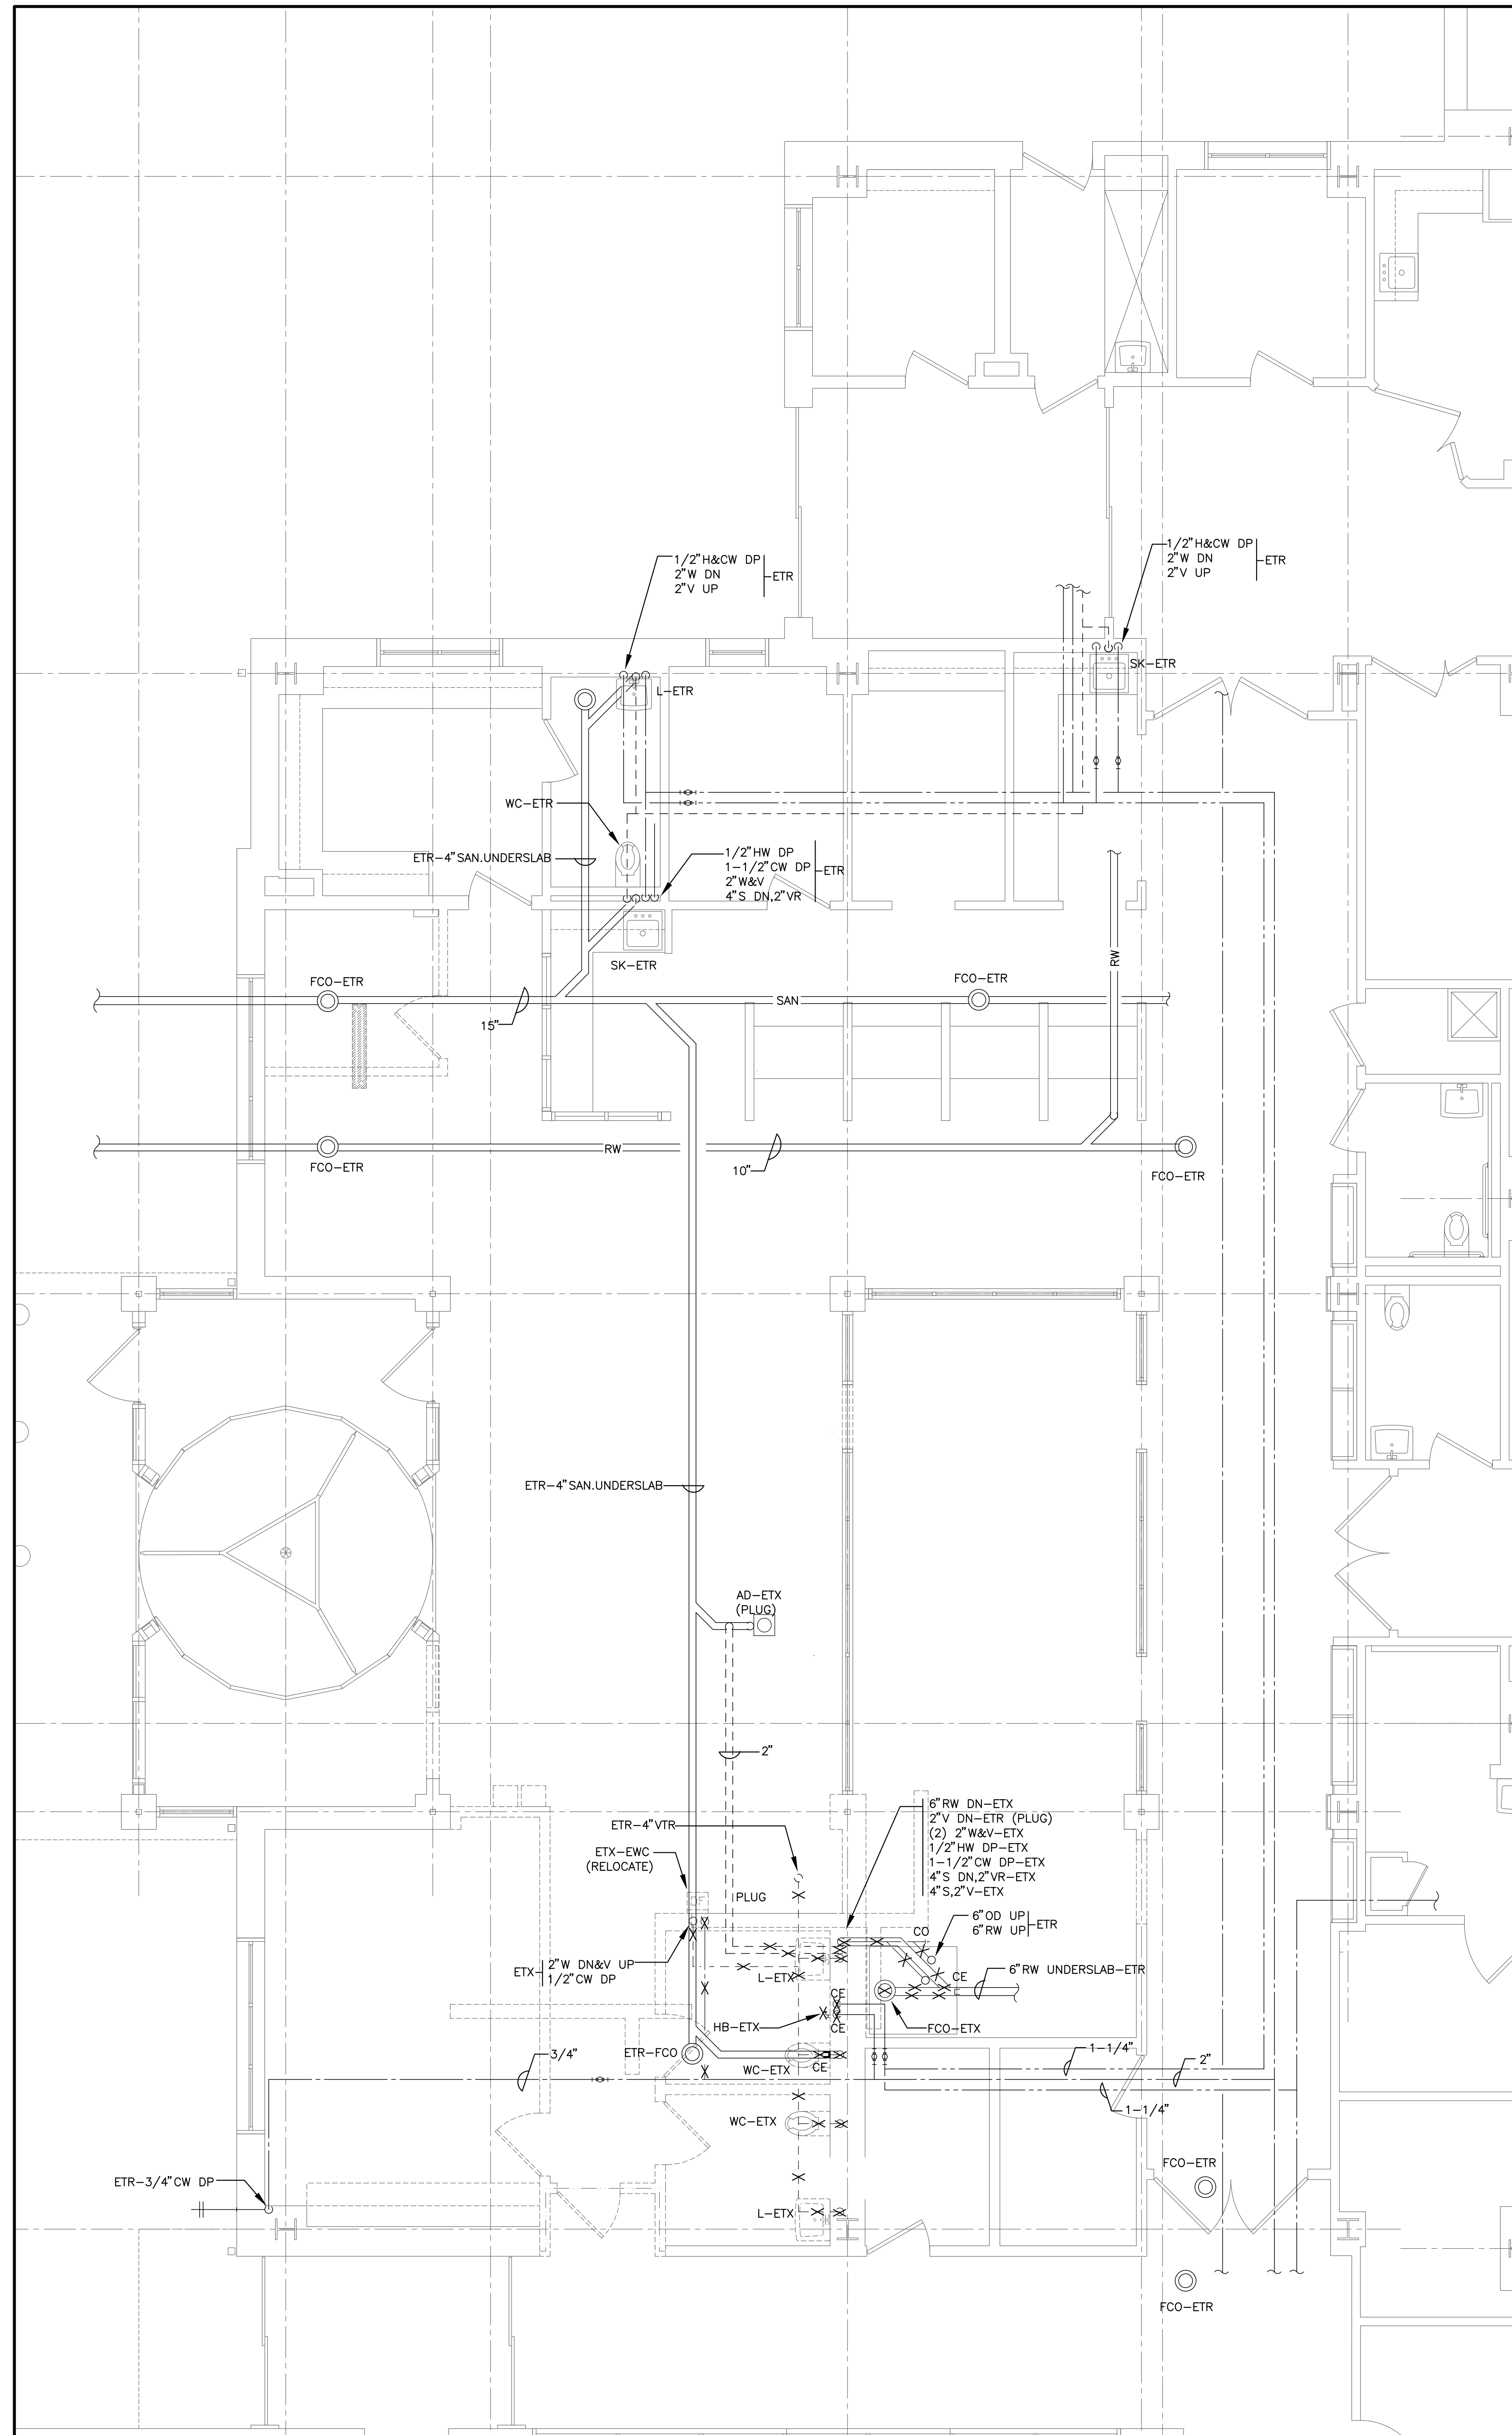 1/2"H&CW DP
2"W DN
2"V UP
ETR
1/2"H&CW DP
2"W DN
2"V UP
ETR
SK-ETR
L-ETR
WC-ETR
ETR-4"SAN.UNDERSLAB
1/2"HW DP
1-1/2"CW DP
2"W&V
4"S DN,2"VR
ETR
SK-ETR
RW
FCO-ETR
FCO-ETR
SAN
15"
RW
10"
FCO-ETR
FCO-ETR
ETR-4"SAN.UNDERSLAB
AD-ETX
(PLUG)
2"
6"RW DN-ETX
2"V DN-ETR (PLUG)
(2) 2"W&V-ETX
1/2"HW DP-ETX
1-1/2"CW DP-ETX
4"S DN,2"VR-ETX
4"S,2"V-ETX
ETR-4"VTR
ETX-EWC
(RELOCATE)
PLUG
6"OD UP
6"RW UP
ETR
CO
ETX
2"W DN&V UP
1/2"CW DP
L-ETX
CE
6"RW UNDERSLAB-ETR
CE
HB-ETX
CE
FCO-ETX
ETR-FCO
3/4"
WC-ETX
CE
1-1/4"
2"
1-1/4"
WC-ETX
FCO-ETR
ETR-3/4"CW DP
L-ETX
FCO-ETR